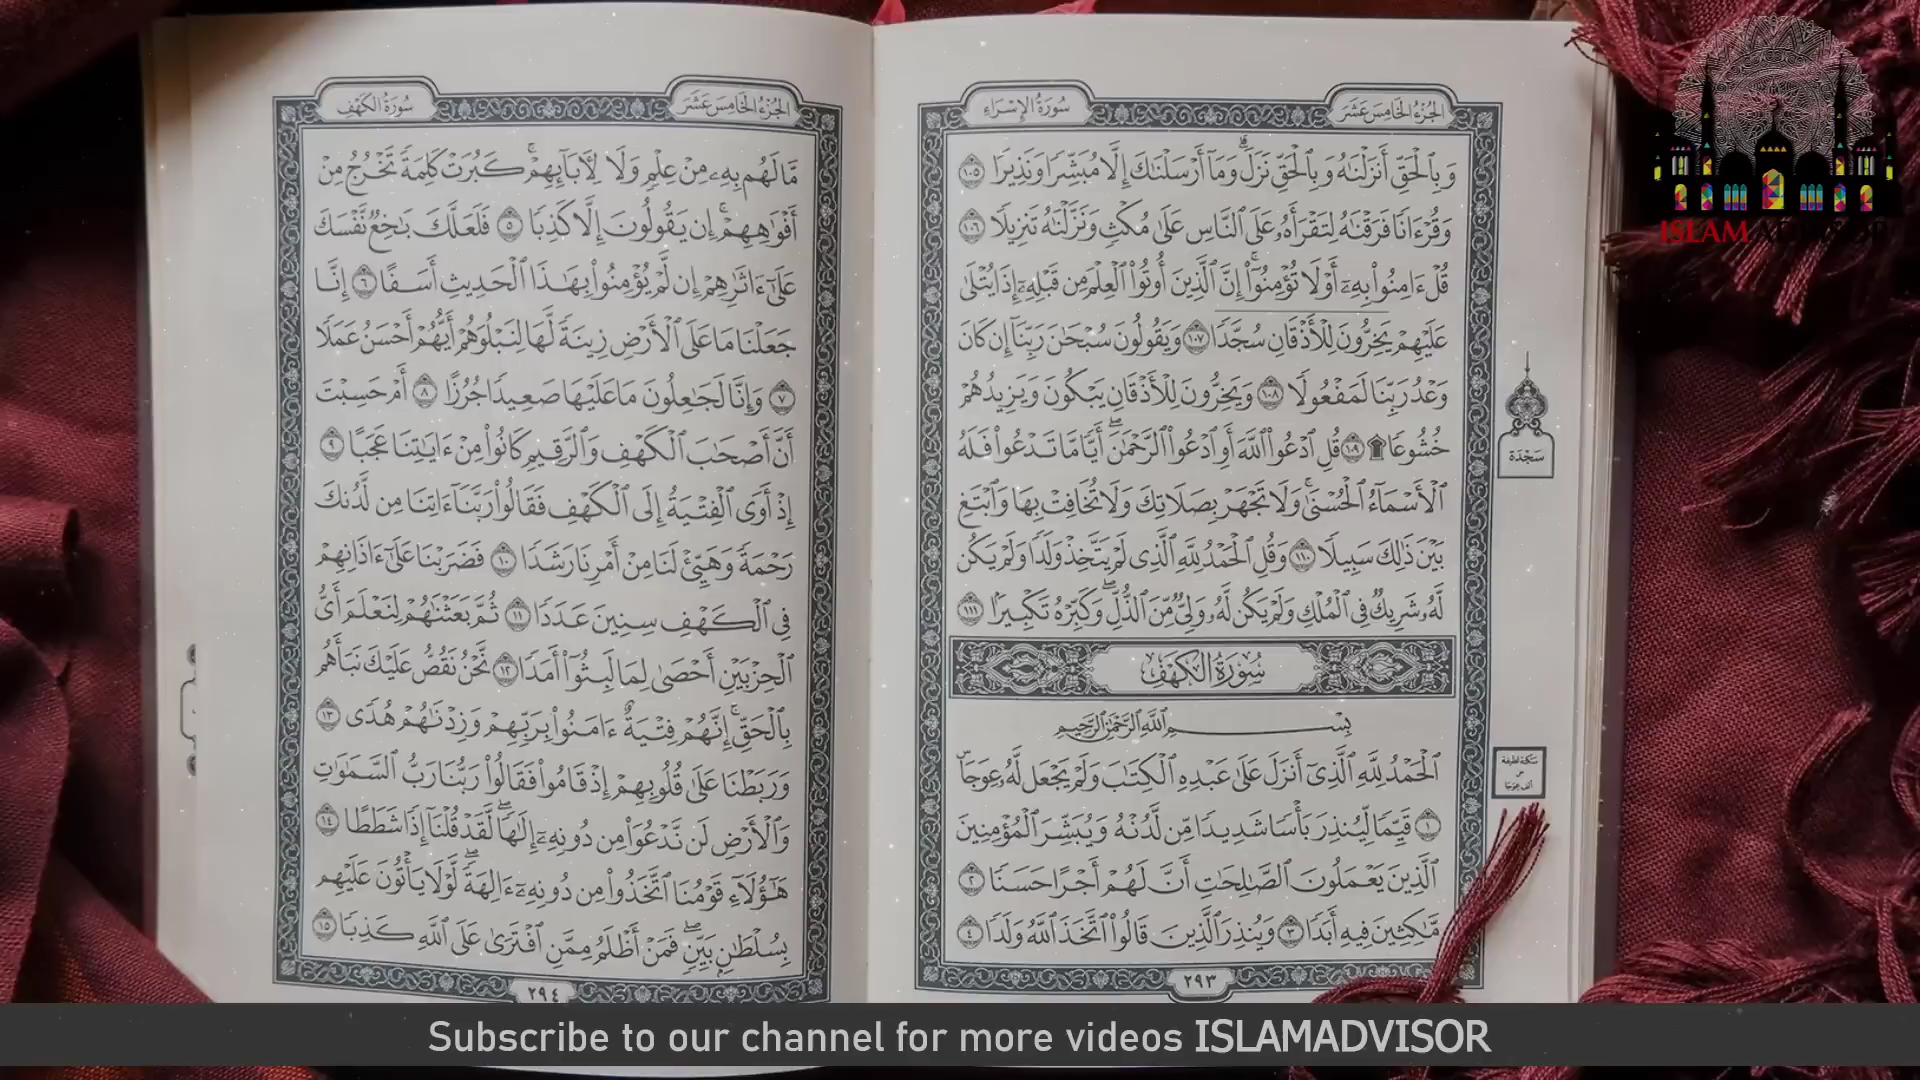 الجزء الخامس عشر
سورة الإسراء
وَبِٱلْحَقِّ أَنزَلْنَٰهُ وَبِٱلْحَقِّ نَزَلَ ۗ وَمَآ أَرْسَلْنَٰكَ إِلَّا مُبَشِّرًا وَنَذِيرًا ١٠٥
وَقُرْءَانًا فَرَقْنَٰهُ لِتَقْرَأَهُۥ عَلَى ٱلنَّاسِ عَلَىٰ مُكْثٍ وَنَزَّلْنَٰهُ تَنزِيلًا ١٠٦
قُلْ ءَامِنُوا۟ بِهِۦٓ أَوْ لَا تُؤْمِنُوٓا۟ ۚ إِنَّ ٱلَّذِينَ أُوتُوا۟ ٱلْعِلْمَ مِن قَبْلِهِۦٓ إِذَا يُتْلَىٰ
عَلَيْهِمْ يَخِرُّونَ لِلْأَذْقَانِ سُجَّدًا ١٠٧ وَيَقُولُونَ سُبْحَٰنَ رَبِّنَآ إِن كَانَ
وَعْدُ رَبِّنَا لَمَفْعُولًا ١٠٨ وَيَخِرُّونَ لِلْأَذْقَانِ يَبْكُونَ وَيَزِيدُهُمْ
خُشُوعًا ۩ ١٠٩ قُلِ ٱدْعُوا۟ ٱللَّهَ أَوِ ٱدْعُوا۟ ٱلرَّحْمَٰنَ ۖ أَيًّا مَّا تَدْعُوا۟ فَلَهُ
ٱلْأَسْمَآءُ ٱلْحُسْنَىٰ ۚ وَلَا تَجْهَرْ بِصَلَاتِكَ وَلَا تُخَافِتْ بِهَا وَٱبْتَغِ
بَيْنَ ذَٰلِكَ سَبِيلًا ١١٠ وَقُلِ ٱلْحَمْدُ لِلَّهِ ٱلَّذِى لَمْ يَتَّخِذْ وَلَدًا وَلَمْ يَكُن
لَّهُۥ شَرِيكٌ فِى ٱلْمُلْكِ وَلَمْ يَكُن لَّهُۥ وَلِىٌّ مِّنَ ٱلذُّلِّ ۖ وَكَبِّرْهُ تَكْبِيرًۢا ١١١
سُورَةُ الكَهْفِ
بِسْمِ ٱللَّهِ ٱلرَّحْمَٰنِ ٱلرَّحِيمِ
ٱلْحَمْدُ لِلَّهِ ٱلَّذِىٓ أَنزَلَ عَلَىٰ عَبْدِهِ ٱلْكِتَٰبَ وَلَمْ يَجْعَل لَّهُۥ عِوَجَا ۜ
١ قَيِّمًا لِّيُنذِرَ بَأْسًا شَدِيدًا مِّن لَّدُنْهُ وَيُبَشِّرَ ٱلْمُؤْمِنِينَ
ٱلَّذِينَ يَعْمَلُونَ ٱلصَّٰلِحَٰتِ أَنَّ لَهُمْ أَجْرًا حَسَنًا ٢
مَّٰكِثِينَ فِيهِ أَبَدًا ٣ وَيُنذِرَ ٱلَّذِينَ قَالُوا۟ ٱتَّخَذَ ٱللَّهُ وَلَدًا ٤
٢٩٣
سَجْدَة
سكتة لطيفة
الجزء الخامس عشر
سورة الكهف
مَّا لَهُم بِهِۦ مِنْ عِلْمٍ وَلَا لِـَٔابَآئِهِمْ ۚ كَبُرَتْ كَلِمَةً تَخْرُجُ مِنْ
أَفْوَٰهِهِمْ ۚ إِن يَقُولُونَ إِلَّا كَذِبًا ٥ فَلَعَلَّكَ بَٰخِعٌ نَّفْسَكَ
عَلَىٰٓ ءَاثَٰرِهِمْ إِن لَّمْ يُؤْمِنُوا۟ بِهَٰذَا ٱلْحَدِيثِ أَسَفًا ٦ إِنَّا
جَعَلْنَا مَا عَلَى ٱلْأَرْضِ زِينَةً لَّهَا لِنَبْلُوَهُمْ أَيُّهُمْ أَحْسَنُ عَمَلًا
٧ وَإِنَّا لَجَٰعِلُونَ مَا عَلَيْهَا صَعِيدًا جُرُزًا ٨ أَمْ حَسِبْتَ
أَنَّ أَصْحَٰبَ ٱلْكَهْفِ وَٱلرَّقِيمِ كَانُوا۟ مِنْ ءَايَٰتِنَا عَجَبًا ٩
إِذْ أَوَى ٱلْفِتْيَةُ إِلَى ٱلْكَهْفِ فَقَالُوا۟ رَبَّنَآ ءَاتِنَا مِن لَّدُنكَ
رَحْمَةً وَهَيِّئْ لَنَا مِنْ أَمْرِنَا رَشَدًا ١٠ فَضَرَبْنَا عَلَىٰٓ ءَاذَانِهِمْ
فِى ٱلْكَهْفِ سِنِينَ عَدَدًا ١١ ثُمَّ بَعَثْنَٰهُمْ لِنَعْلَمَ أَىُّ
ٱلْحِزْبَيْنِ أَحْصَىٰ لِمَا لَبِثُوٓا۟ أَمَدًا ١٢ نَّحْنُ نَقُصُّ عَلَيْكَ نَبَأَهُم
بِٱلْحَقِّ ۚ إِنَّهُمْ فِتْيَةٌ ءَامَنُوا۟ بِرَبِّهِمْ وَزِدْنَٰهُمْ هُدًى ١٣
وَرَبَطْنَا عَلَىٰ قُلُوبِهِمْ إِذْ قَامُوا۟ فَقَالُوا۟ رَبُّنَا رَبُّ ٱلسَّمَٰوَٰتِ
وَٱلْأَرْضِ لَن نَّدْعُوَا۟ مِن دُونِهِۦٓ إِلَٰهًا ۖ لَّقَدْ قُلْنَآ إِذًا شَطَطًا ١٤
هَٰٓؤُلَآءِ قَوْمُنَا ٱتَّخَذُوا۟ مِن دُونِهِۦٓ ءَالِهَةً ۖ لَّوْلَا يَأْتُونَ عَلَيْهِم
بِسُلْطَٰنٍۭ بَيِّنٍ ۖ فَمَنْ أَظْلَمُ مِمَّنِ ٱفْتَرَىٰ عَلَى ٱللَّهِ كَذِبًا ١٥
٢٩٤
ISLAM ADVISOR
Subscribe to our channel for more videos ISLAMADVISOR